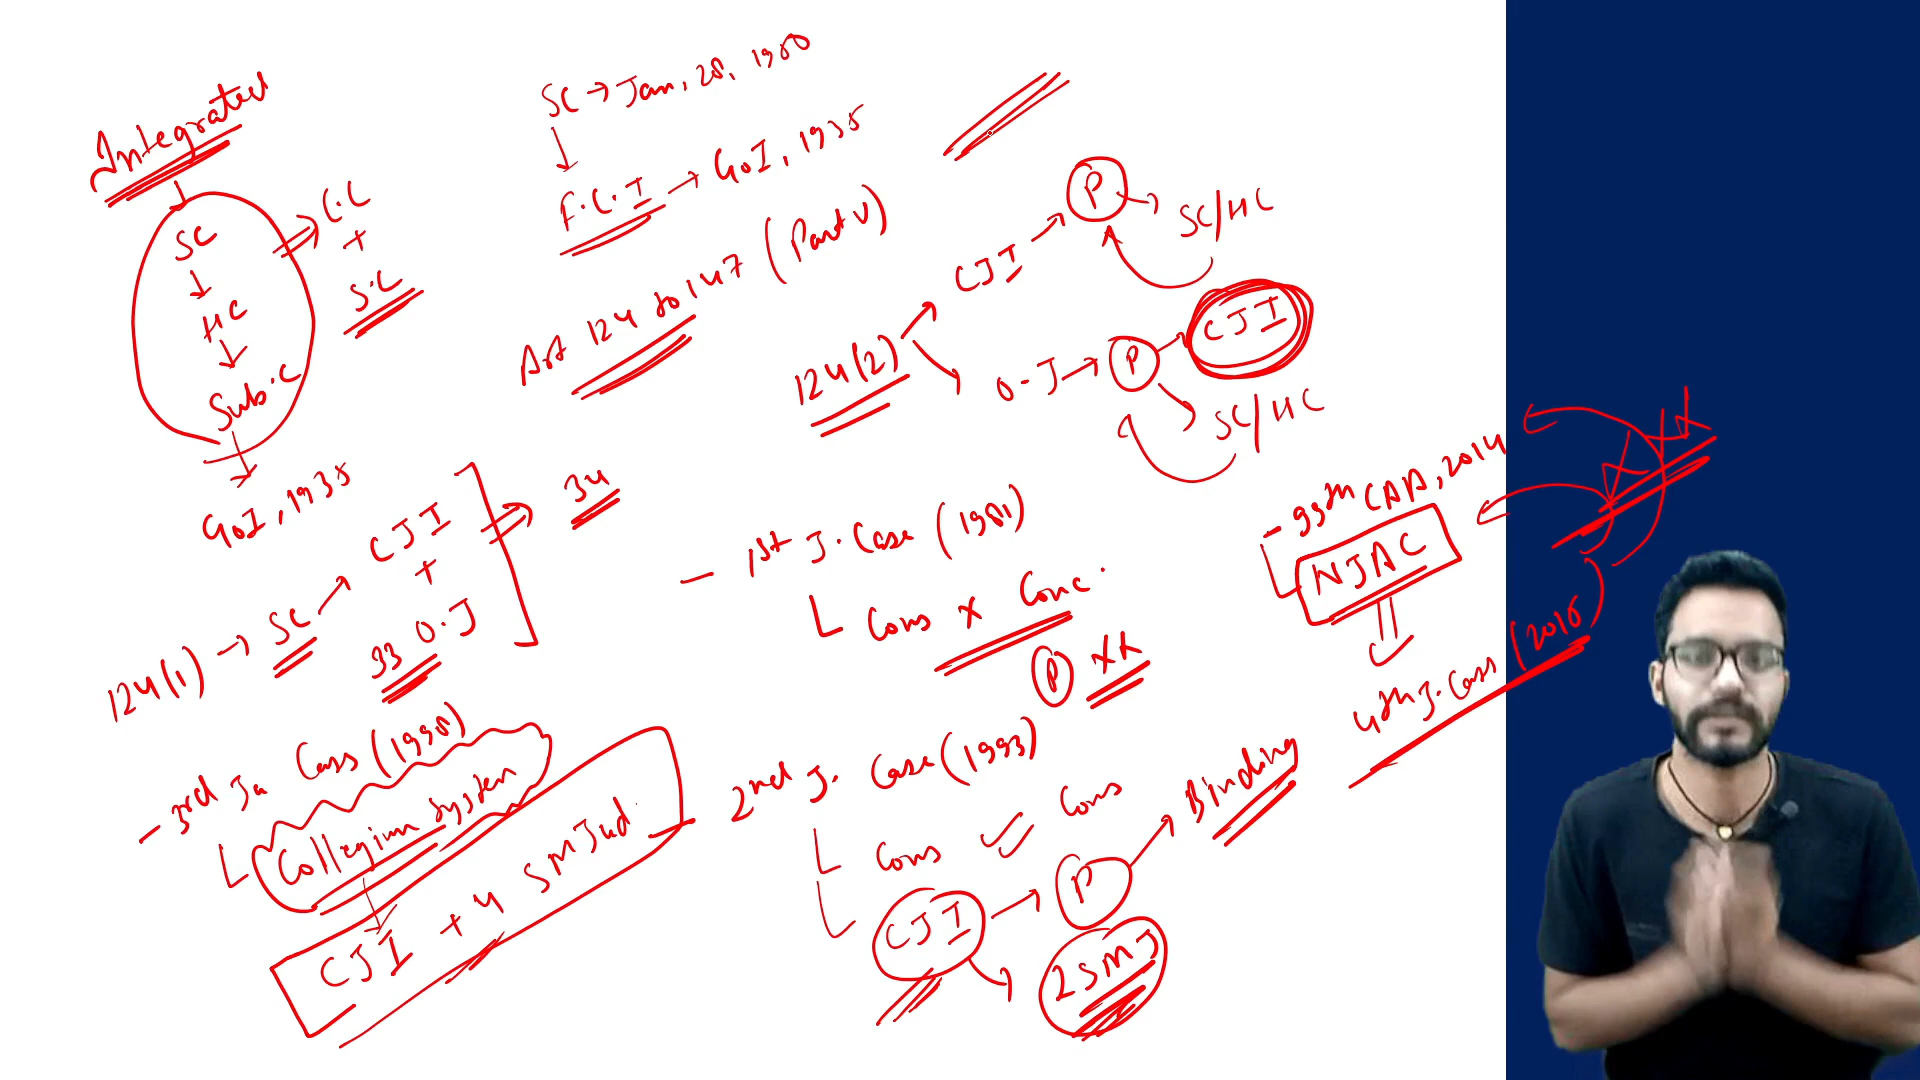 Integrated
SC
HC
Sub.C
GoI, 1935
C.C
+
S.C
SC → Jan, 28, 1950
F.C.I → GoI, 1935
Art 124 to 147 (Part V)
124(2)
CJI → P → SC/HC
O-J → P → CJI
SC/HC
124(1) → SC
CJI
+
33 O.J
34
- 1st J. Case (1981)
Cons x Conc.
P xx
2nd J. Case (1993)
Cons = Cons
CJI → P → Binding
2 SMJ
- 3rd Ju Case (1998)
Collegium System
CJI + 4 SMJud.
- 99th CAA, 2014
NJAC
4th J. Case
xx